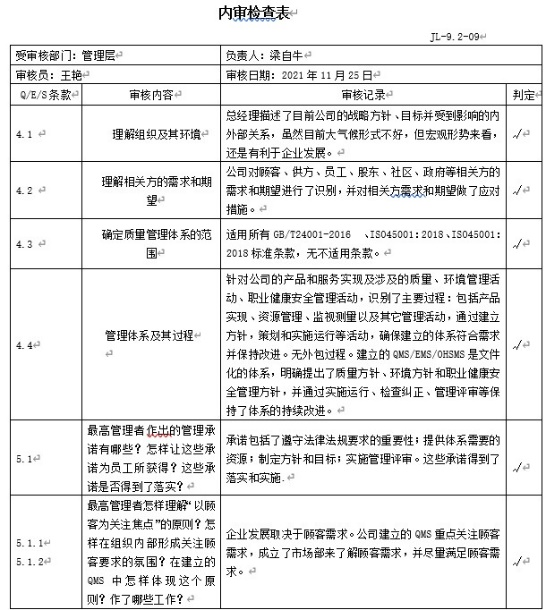 内审检查表
JL-9.2-09
受审核部门：管理层 负责人：梁自牛
审核员：王艳 审核日期：2021年11月25日
Q/E/S条款 审核内容 审核记录 判定
4.1 理解组织及其环境
总经理描述了目前公司的战略方针、目标并受到影响的内
外部关系，虽然目前大气候形式不好，但宏观形势来看，
还是有利于企业发展。
√
4.2 理解相关方的需求和期
望
公司对顾客、供方、员工、股东、社区、政府等相关方的
需求和期望进行了识别，并对相关方需求和期望做了应对
措施。
√
4.3 确定质量管理体系的范
围
适用所有GB/T24001-2016 、ISO45001:2018、ISO45001:
2018标准条款，无不适用条款。
√
4.4 管理体系及其过程
针对公司的产品和服务实现及涉及的质量、环境管理活
动、职业健康安全管理活动，识别了主要过程：包括产品
实现、资源管理、监视测量以及其它管理活动，通过建立
方针，策划和实施运行等活动，确保建立的体系符合需求
并保持改进。无外包过程。建立的QMS/EMS/OHSMS是文件
化的体系，明确提出了质量方针、环境方针和职业健康安
全管理方针，并通过实施运行、检查纠正、管理评审等保
持了体系的持续改进。
√
5.1
最高管理者作出的管理承
诺有哪些？怎样让这些承
诺为员工所获得？这些承
诺是否得到了落实？
承诺包括了遵守法律法规要求的重要性；提供体系需要的
资源；制定方针和目标；实施管理评审。这些承诺得到了
落实和实施.
√
5.1.1
5.1.2
最高管理者怎样理解“以顾
客为关注焦点”的原则？怎
样在组织内部形成关注顾
客要求的氛围？在建立的
QMS中怎样体现这个原
则？作了哪些工作？
企业发展取决于顾客需求。公司建立的QMS重点关注顾客
需求，成立了市场部来了解顾客需求，并尽量满足顾客需
求。
√